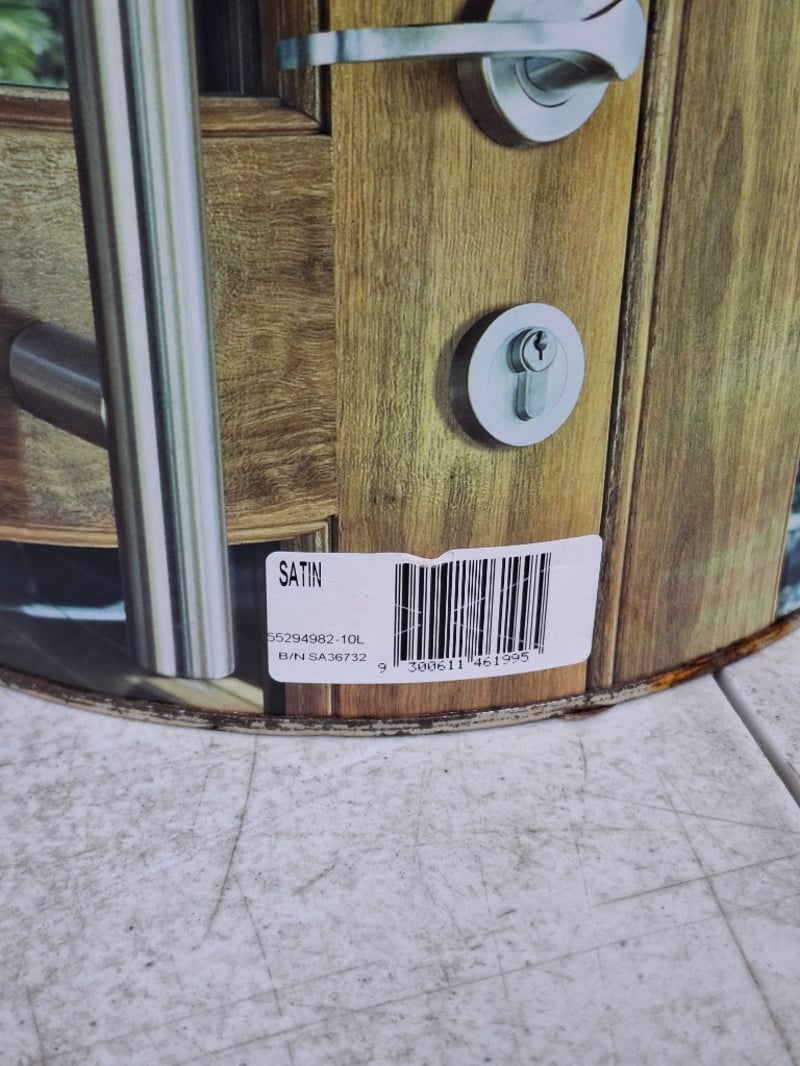 SATIN
55294982-10L
B/N SA36732
9 300611 461995